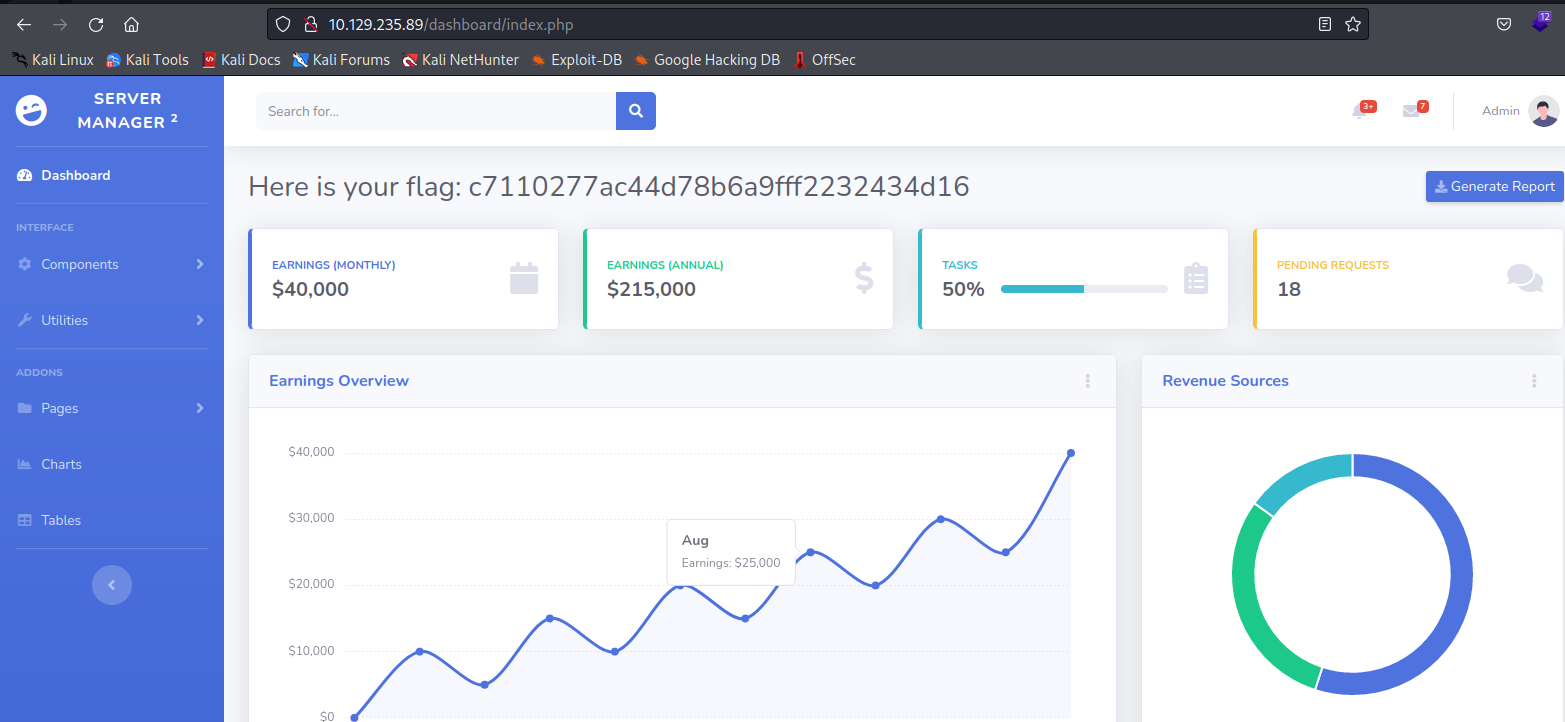 10.129.235.89/dashboard/index.php
12
Kali Linux Kali Tools Kali Docs Kali Forums Kali NetHunter Exploit-DB Google Hacking DB OffSec
SERVER
MANAGER 2
Search for...
3+
7
Admin
Dashboard
Here is your flag: c7110277ac44d78b6a9fff2232434d16
Generate Report
INTERFACE
Components
Utilities
ADDONS
Pages
Charts
Tables
EARNINGS (MONTHLY)
$40,000
EARNINGS (ANNUAL)
$215,000
TASKS
50%
PENDING REQUESTS
18
Earnings Overview
$40,000
$30,000
$20,000
$10,000
$0
Aug
Earnings: $25,000
Revenue Sources